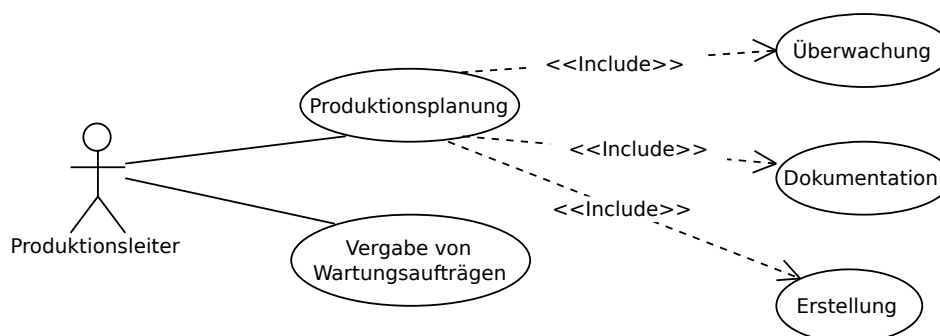 Überwachung
<<Include>>
Produktionsplanung
<<Include>>
Dokumentation
<<Include>>
Produktionsleiter
Vergabe von
Wartungsaufträgen
Erstellung